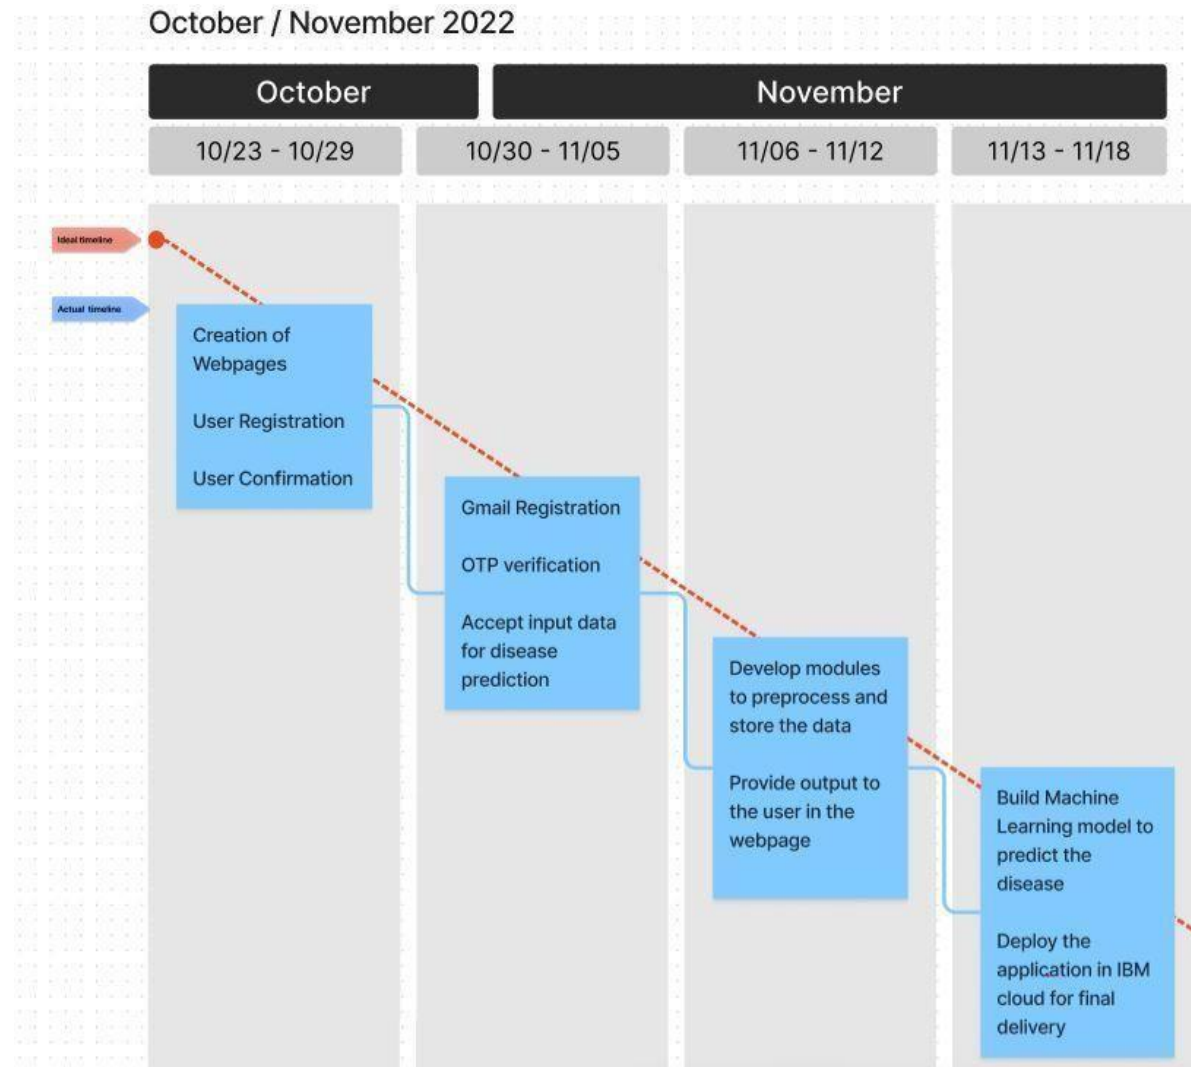 October / November 2022
October
November
10/23 - 10/29
10/30 - 11/05
11/06 - 11/12
11/13 - 11/18
Ideal timeline
Actual timeline
Creation of
Webpages
User Registration
User Confirmation
Gmail Registration
OTP verification
Accept input data
for disease
prediction
Develop modules
to preprocess and
store the data
Provide output to
the user in the
webpage
Build Machine
Learning model to
predict the
disease
Deploy the
application in IBM
cloud for final
delivery